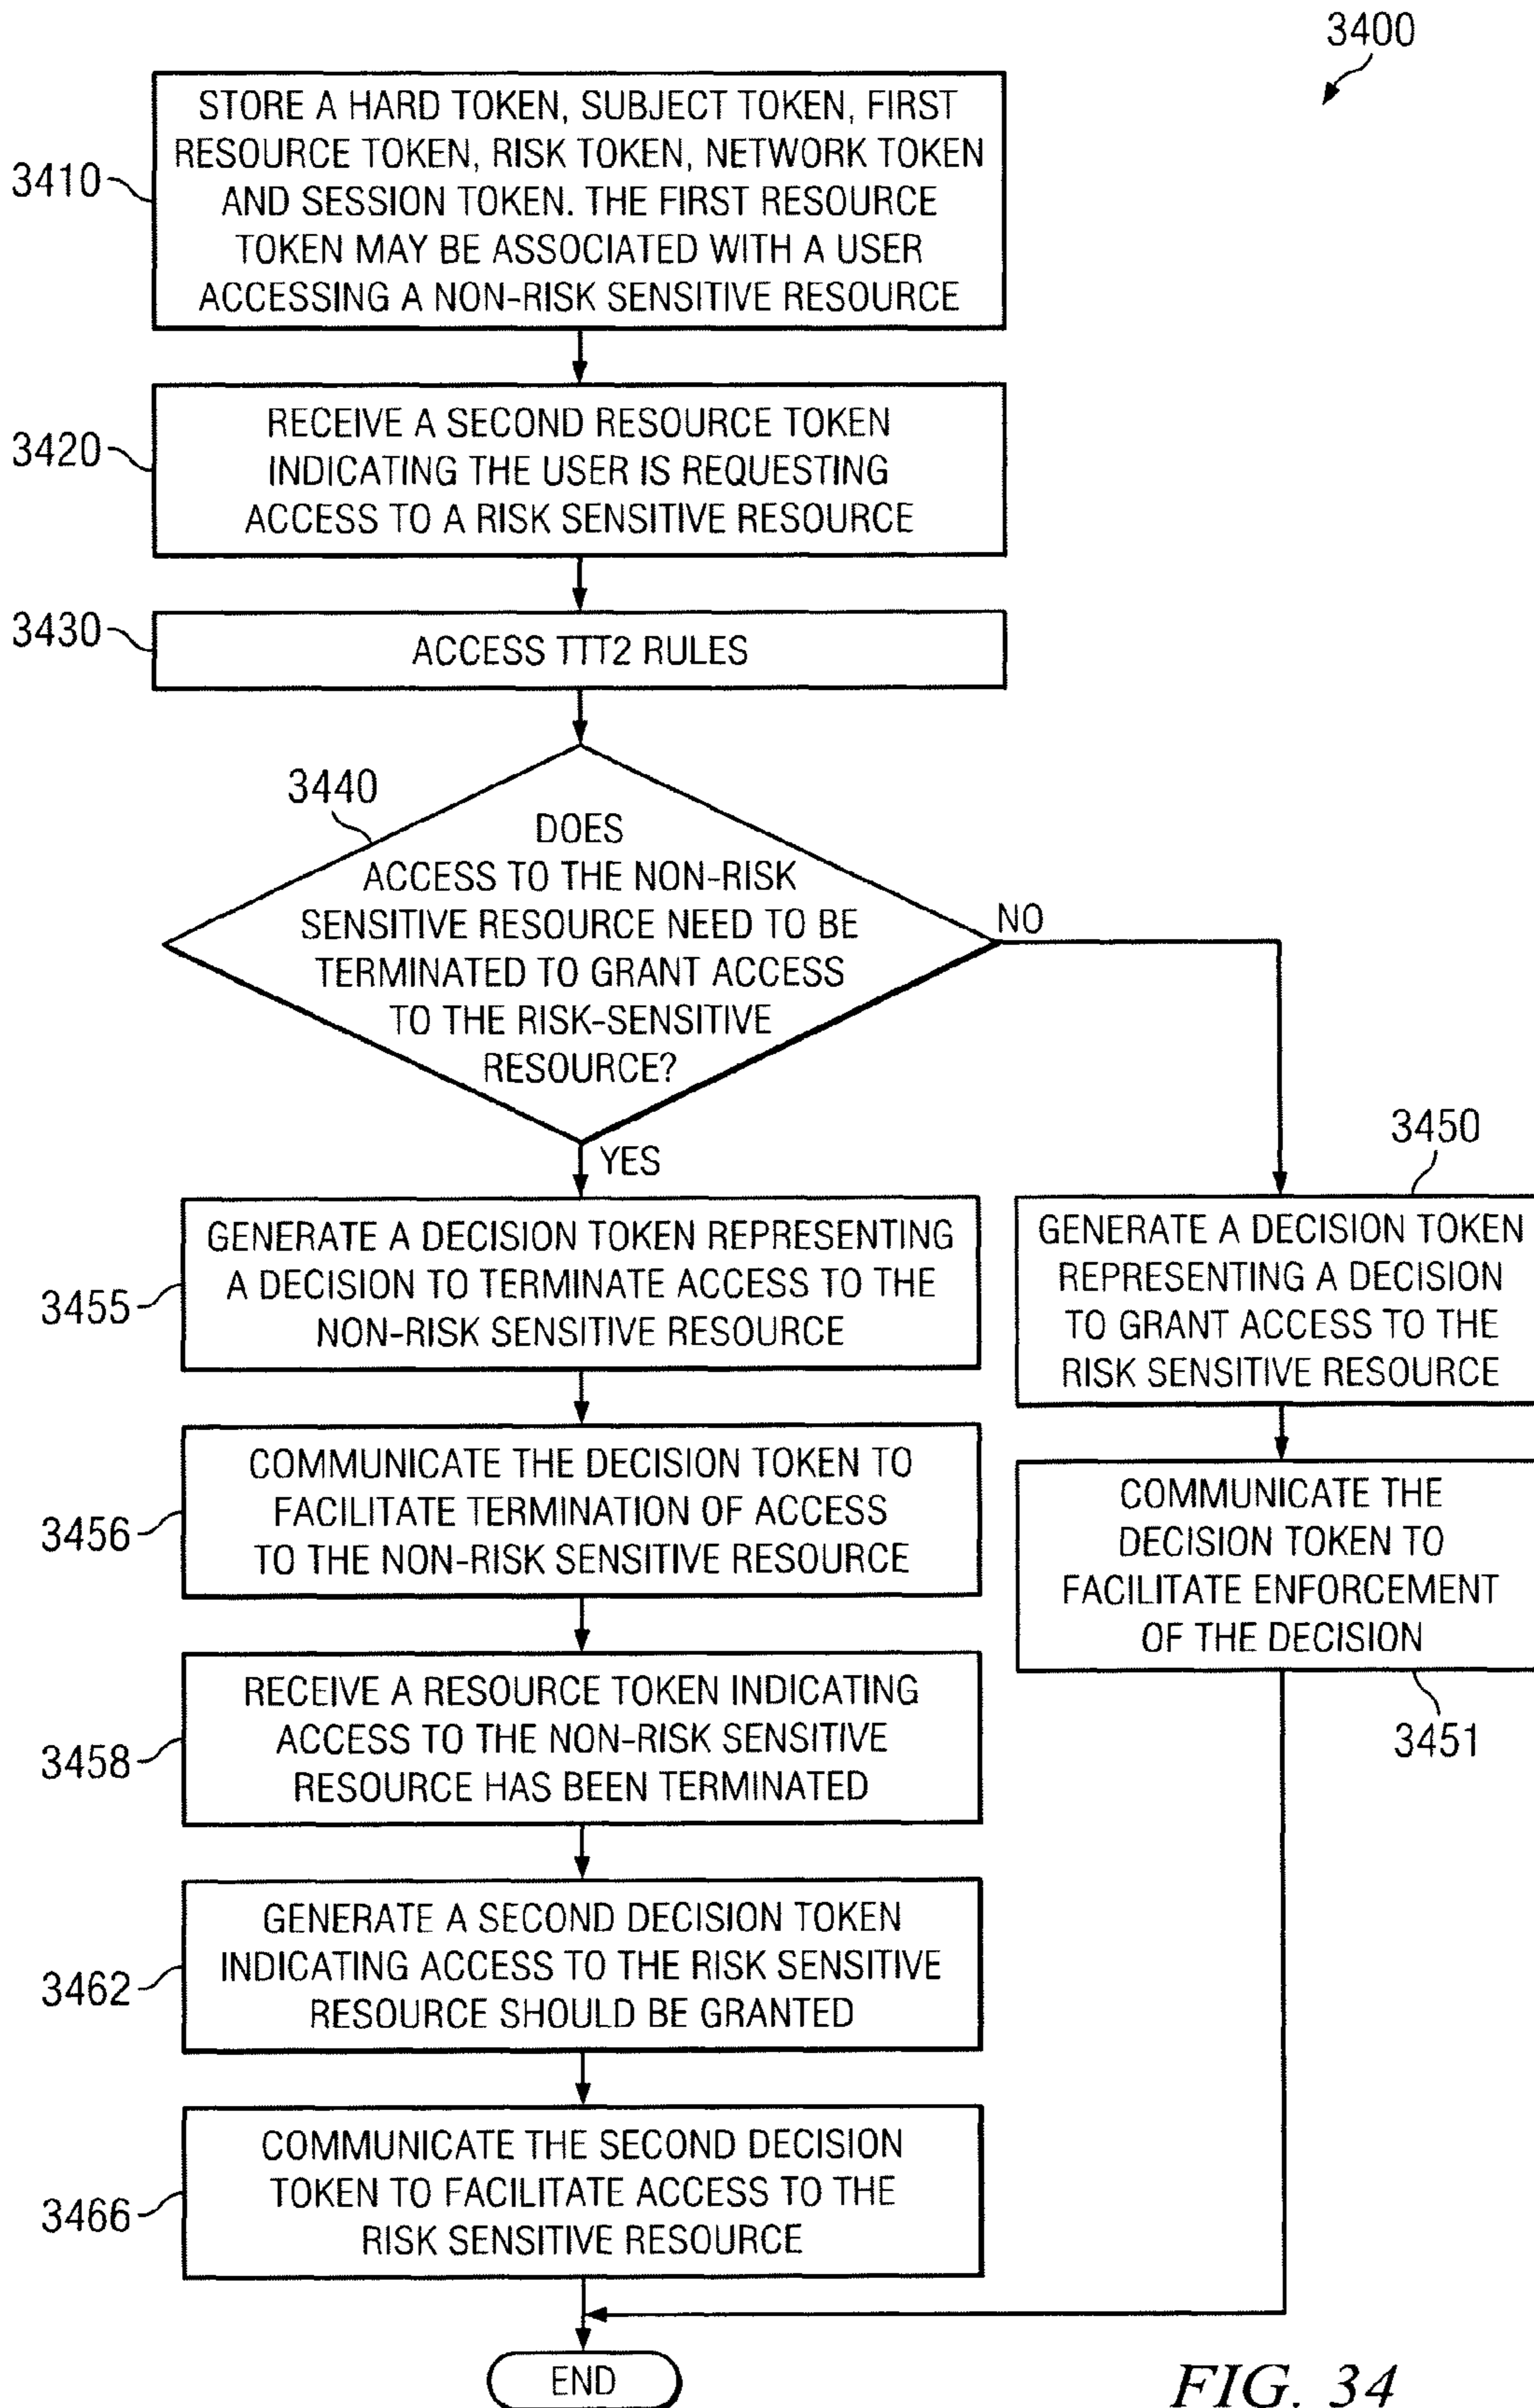 3400
STORE A HARD TOKEN, SUBJECT TOKEN, FIRST
RESOURCE TOKEN, RISK TOKEN, NETWORK TOKEN
AND SESSION TOKEN. THE FIRST RESOURCE
TOKEN MAY BE ASSOCIATED WITH A USER
ACCESSING A NON-RISK SENSITIVE RESOURCE
3410
RECEIVE A SECOND RESOURCE TOKEN
INDICATING THE USER IS REQUESTING
ACCESS TO A RISK SENSITIVE RESOURCE
3420
3430
ACCESS TTT2 RULES
3440
DOES
ACCESS TO THE NON-RISK
SENSITIVE RESOURCE NEED TO BE
TERMINATED TO GRANT ACCESS
TO THE RISK-SENSITIVE
RESOURCE?
NO
YES
3450
GENERATE A DECISION TOKEN
REPRESENTING A DECISION
TO GRANT ACCESS TO THE
RISK SENSITIVE RESOURCE
COMMUNICATE THE
DECISION TOKEN TO
FACILITATE ENFORCEMENT
OF THE DECISION
3451
GENERATE A DECISION TOKEN REPRESENTING
A DECISION TO TERMINATE ACCESS TO THE
NON-RISK SENSITIVE RESOURCE
3455
COMMUNICATE THE DECISION TOKEN TO
FACILITATE TERMINATION OF ACCESS
TO THE NON-RISK SENSITIVE RESOURCE
3456
RECEIVE A RESOURCE TOKEN INDICATING
ACCESS TO THE NON-RISK SENSITIVE
RESOURCE HAS BEEN TERMINATED
3458
GENERATE A SECOND DECISION TOKEN
INDICATING ACCESS TO THE RISK SENSITIVE
RESOURCE SHOULD BE GRANTED
3462
COMMUNICATE THE SECOND DECISION
TOKEN TO FACILITATE ACCESS TO THE
RISK SENSITIVE RESOURCE
3466
END
FIG. 34